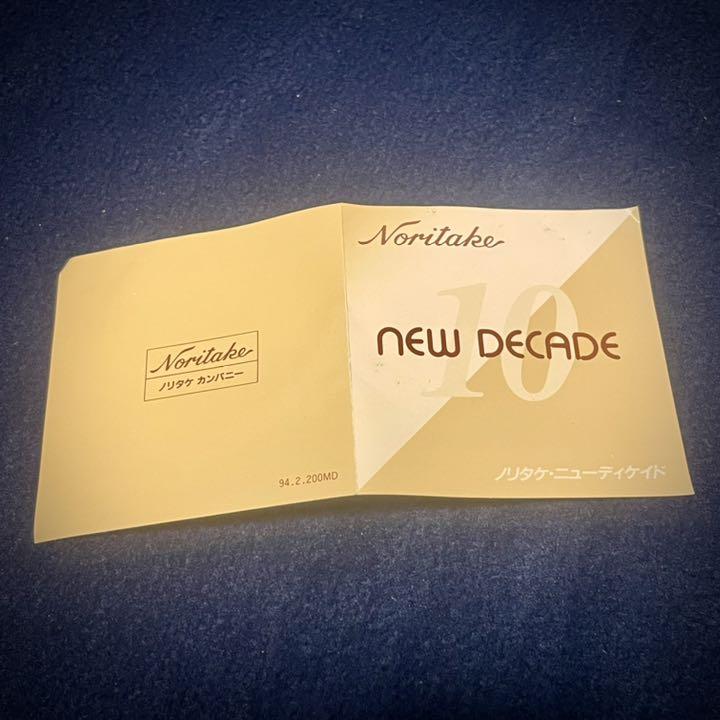 Noritake
ノリタケ カンパニー
94.2.200MD
Noritake
10
NEW DECADE
ノリタケ・ニューディケイド